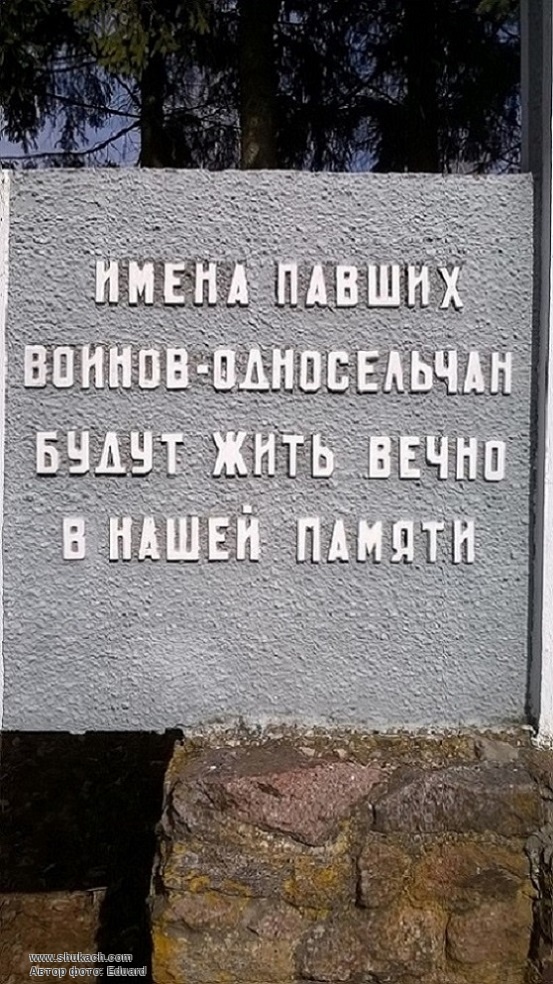 ИМЕНА ПАВШИХ
ВОИНОВ-ОДНОСЕЛЬЧАН
БУДУТ ЖИТЬ ВЕЧНО
В НАШЕЙ ПАМЯТИ
www.shukach.com
Автор фото: Eduard